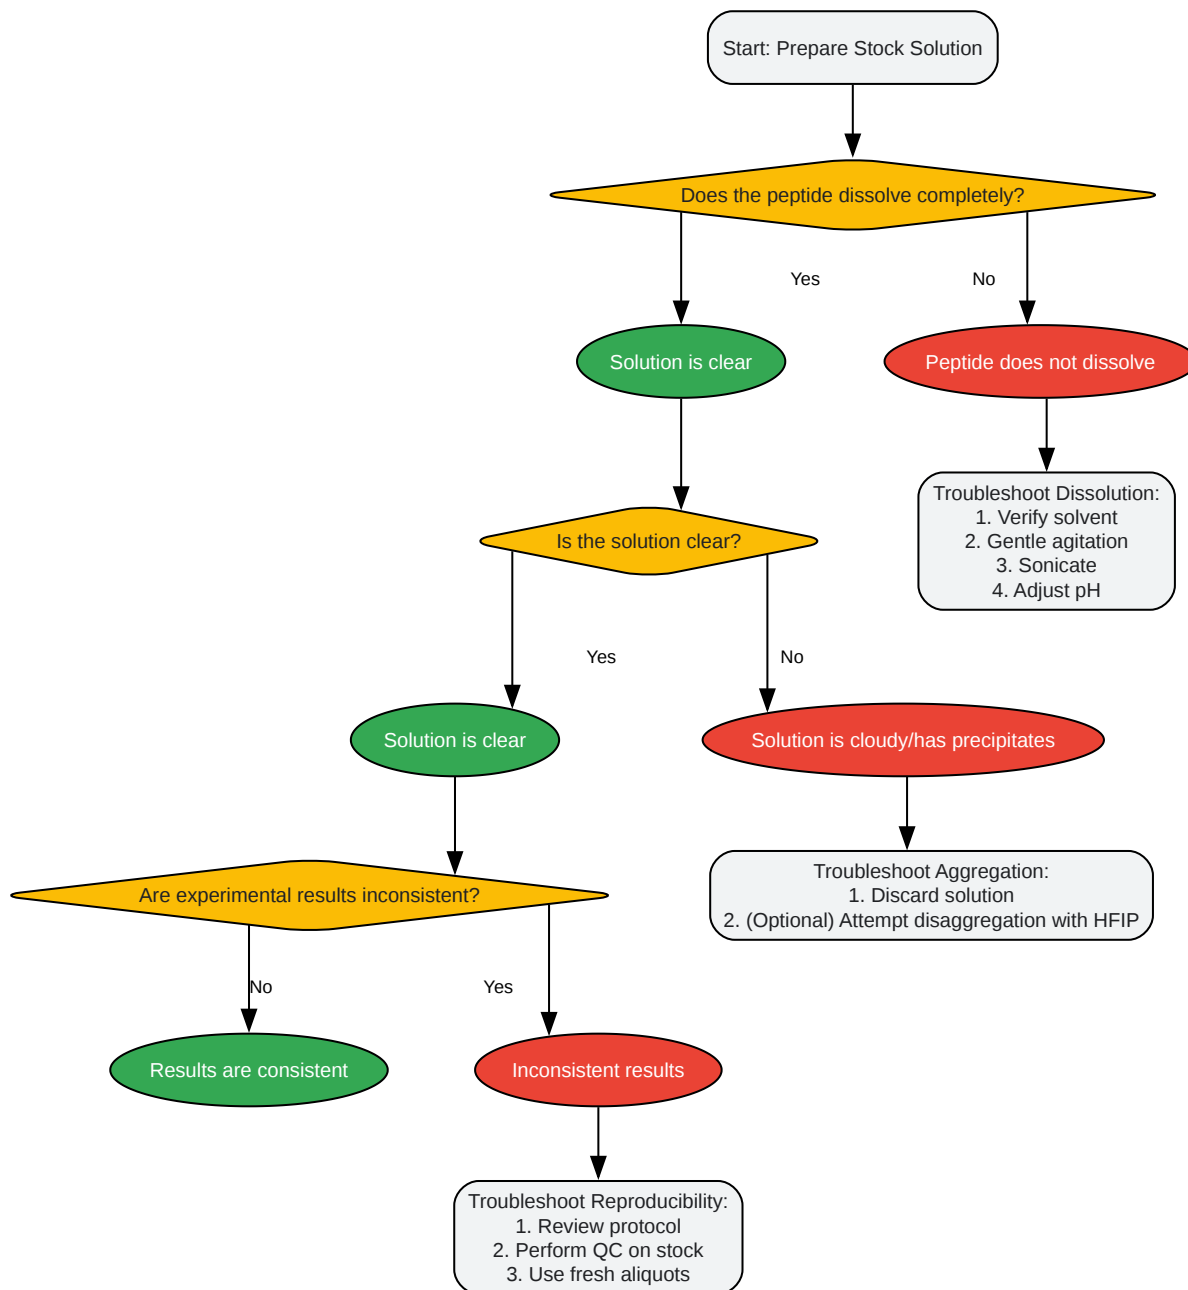 Start: Prepare Stock Solution
Does the peptide dissolve completely?
Yes
No
Solution is clear
Peptide does not dissolve
Troubleshoot Dissolution:
1. Verify solvent
2. Gentle agitation
3. Sonicate
4. Adjust pH
Is the solution clear?
Yes
No
Solution is clear
Solution is cloudy/has precipitates
Troubleshoot Aggregation:
1. Discard solution
2. (Optional) Attempt disaggregation with HFIP
Are experimental results inconsistent?
No
Yes
Results are consistent
Inconsistent results
Troubleshoot Reproducibility:
1. Review protocol
2. Perform QC on stock
3. Use fresh aliquots